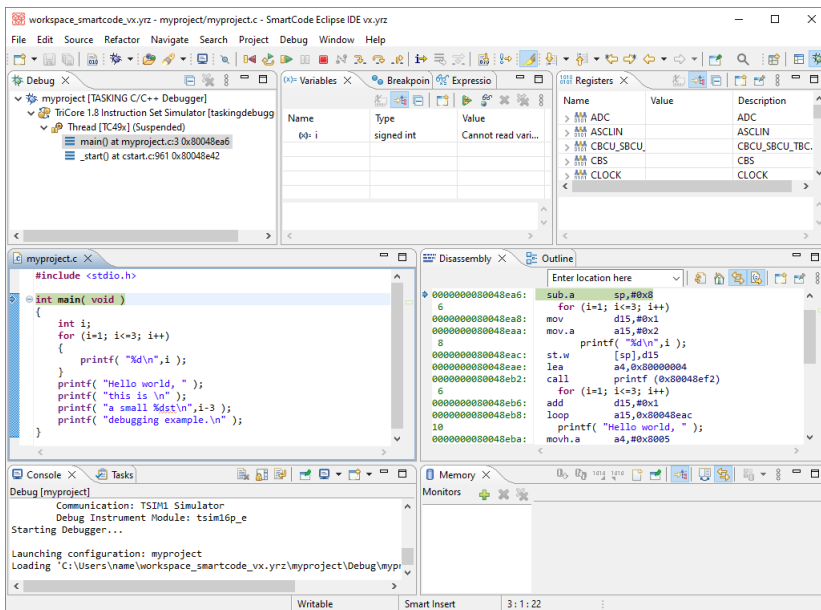 workspace_smartcode_vx.yrz - myproject/myproject.c - SmartCode Eclipse IDE vx.yrz
File Edit Source Refactor Navigate Search Project Debug Window Help
Debug
myproject [TASKING C/C++ Debugger]
TriCore 1.8 Instruction Set Simulator [taskingdebugg
Thread [TC49x] (Suspended)
main() at myproject.c:3 0x80048ea6
_start() at cstart.c:961 0x80048e42
(x)= Variables Breakpoin Expressio
Name Type Value
(x)= i signed int Cannot read vari...
Registers
Name Value Description
ADC ADC
ASCLIN ASCLIN
CBCU_SBCU_ CBCU_SBCU_TBC.
CBS CBS
CLOCK CLOCK
myproject.c
#include <stdio.h>
int main( void )
{
int i;
for (i=1; i<=3; i++)
{
printf( "%d\n",i );
}
printf( "Hello world, " );
printf( "this is \n" );
printf( "a small %dst\n",i-3 );
printf( "debugging example.\n" );
}
Disassembly Outline
Enter location here
0000000080048ea6: sub.a sp,#0x8
6 for (i=1; i<=3; i++)
0000000080048ea8: mov d15,#0x1
0000000080048eaa: mov.a a15,#0x2
8 printf( "%d\n",i );
0000000080048eac: st.w [sp],d15
0000000080048eae: lea a4,0x80000004
0000000080048eb2: call printf (0x80048ef2)
6 for (i=1; i<=3; i++)
0000000080048eb6: add d15,#0x1
0000000080048eb8: loop a15,0x80048eac
10 printf( "Hello world, " );
0000000080048eba: movh.a a4,#0x8005
Console Tasks
Debug [myproject]
Communication: TSIM1 Simulator
Debug Instrument Module: tsim16p_e
Starting Debugger...
Launching configuration: myproject
Loading 'C:\Users\name\workspace_smartcode_vx.yrz\myproject\Debug\mypr
Memory
Monitors
Writable Smart Insert 3 : 1 : 22